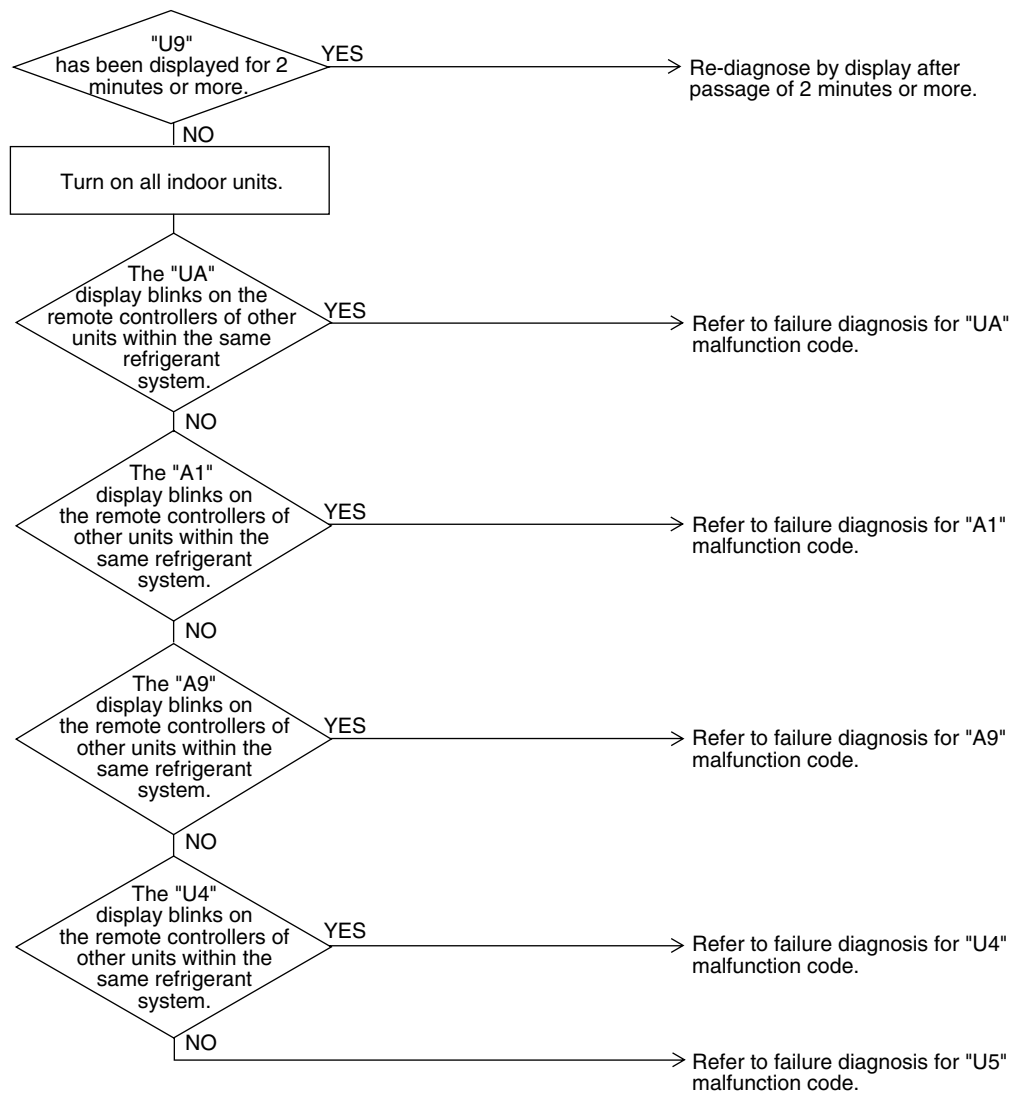 "U9"
has been displayed for 2
minutes or more.
YES
Re-diagnose by display after
passage of 2 minutes or more.
NO
Turn on all indoor units.
The "UA"
display blinks on the
remote controllers of other
units within the same
refrigerant
system.
YES
Refer to failure diagnosis for "UA"
malfunction code.
NO
The "A1"
display blinks on
the remote controllers of
other units within the
same refrigerant
system.
YES
Refer to failure diagnosis for "A1"
malfunction code.
NO
The "A9"
display blinks on
the remote controllers of
other units within the
same refrigerant
system.
YES
Refer to failure diagnosis for "A9"
malfunction code.
NO
The "U4"
display blinks on
the remote controllers of
other units within the
same refrigerant
system.
YES
Refer to failure diagnosis for "U4"
malfunction code.
NO
Refer to failure diagnosis for "U5"
malfunction code.